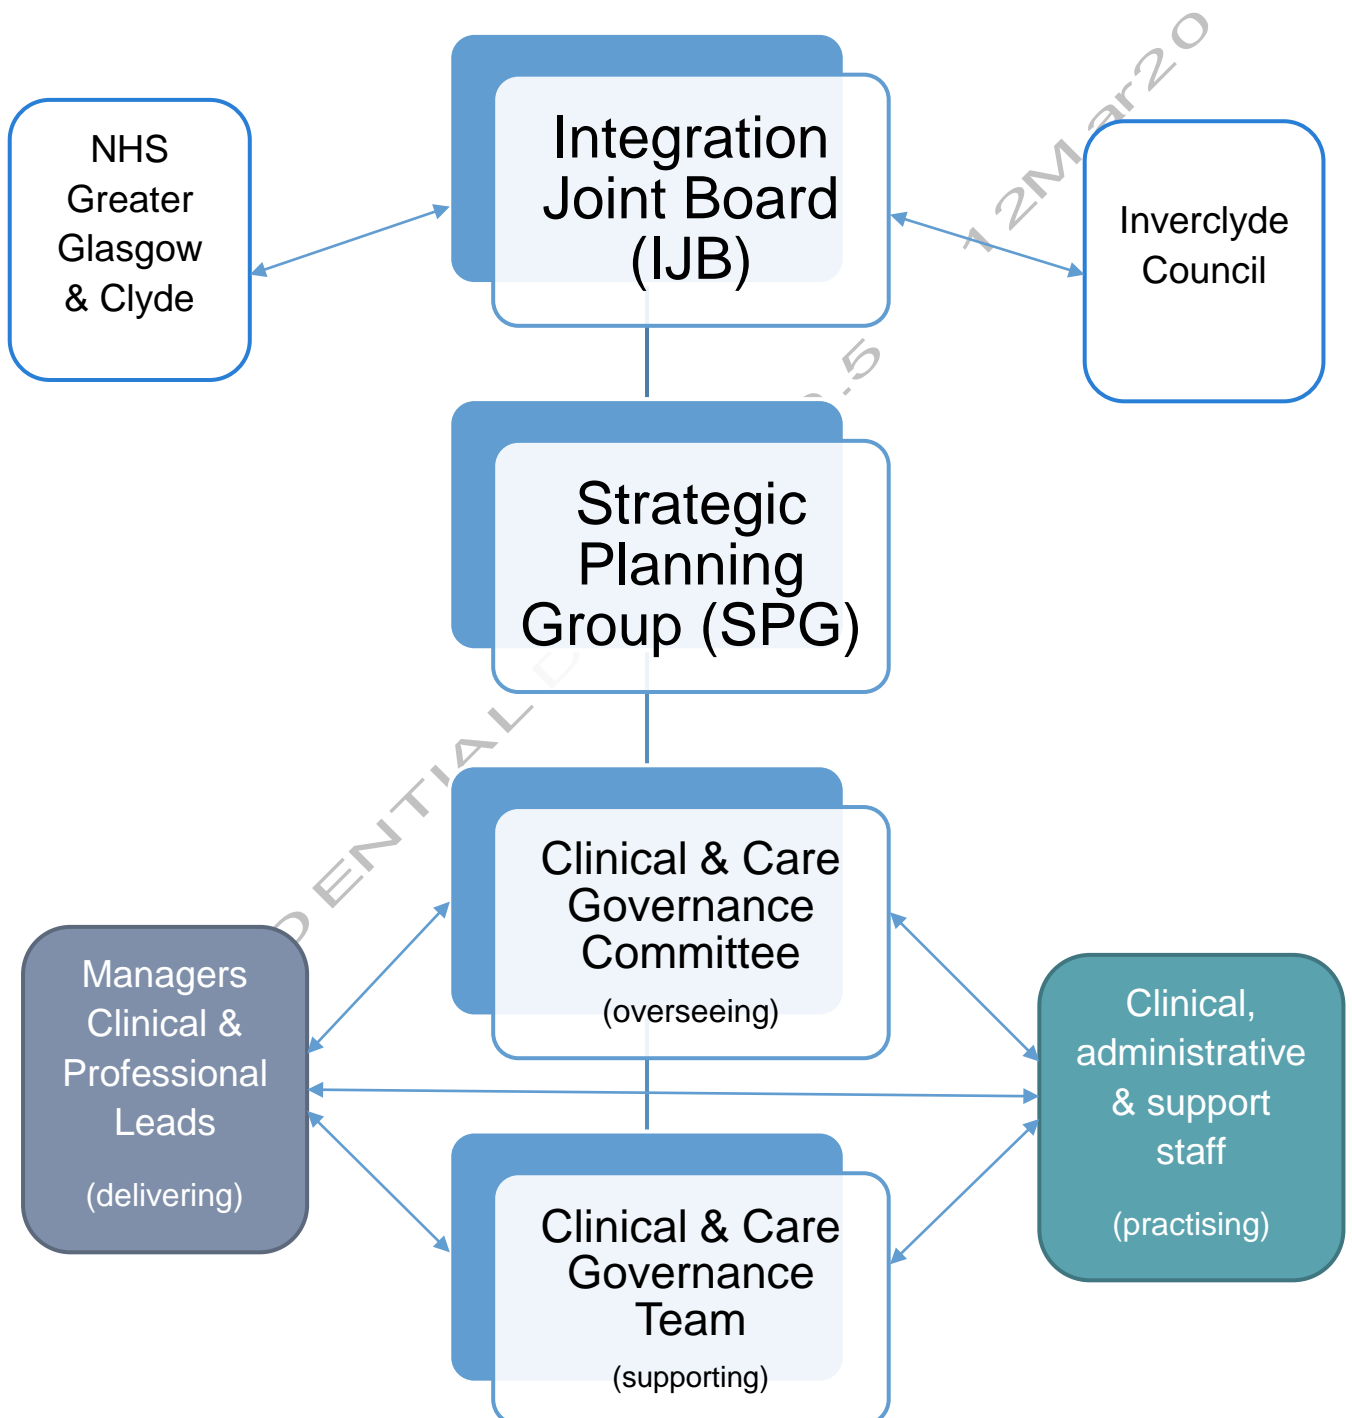 NHS
Greater
Glasgow
& Clyde
Integration
Joint Board
(IJB)
12Mar20
Inverclyde
Council
Strategic
Planning
Group (SPG)
Clinical & Care
Governance
Committee
(overseeing)
Managers
Clinical &
Professional
Leads
(delivering)
Clinical,
administrative
& support
staff
(practising)
Clinical & Care
Governance
Team
(supporting)